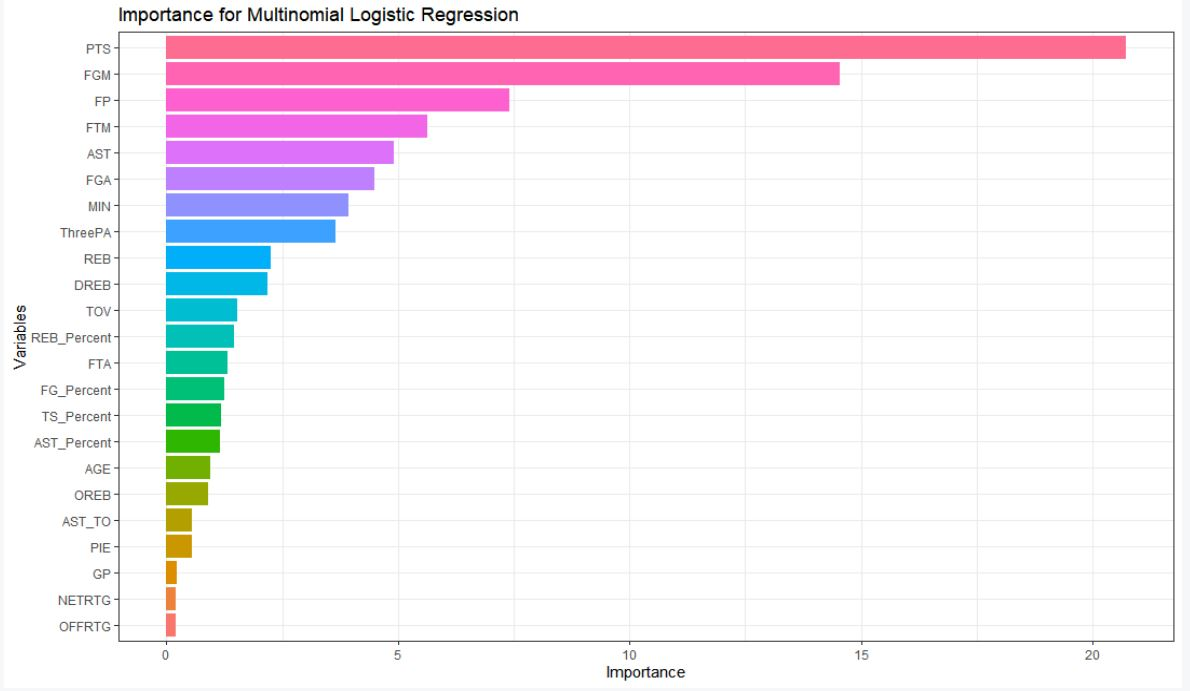 Importance for Multinomial Logistic Regression
PTS
FGM
FP
FTM
AST
FGA
MIN
ThreePA
REB
DREB
TOV
REB_Percent
FTA
FG_Percent
TS_Percent
AST_Percent
AGE
OREB
AST_TO
PIE
GP
NETRTG
OFFRTG
Variables
0 5 10 15 20
Importance